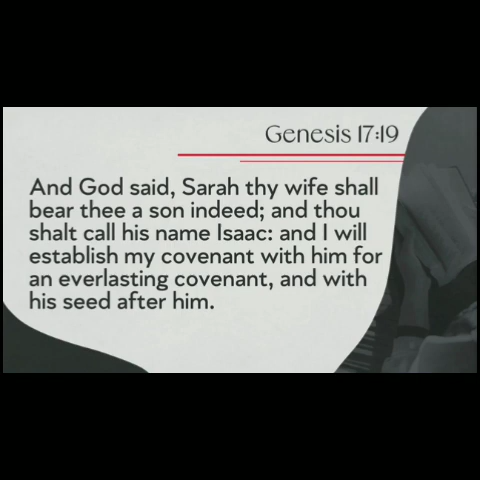 Genesis 17:19
And God said, Sarah thy wife shall
bear thee a son indeed; and thou
shalt call his name Isaac: and I will
establish my covenant with him for
an everlasting covenant, and with
his seed after him.